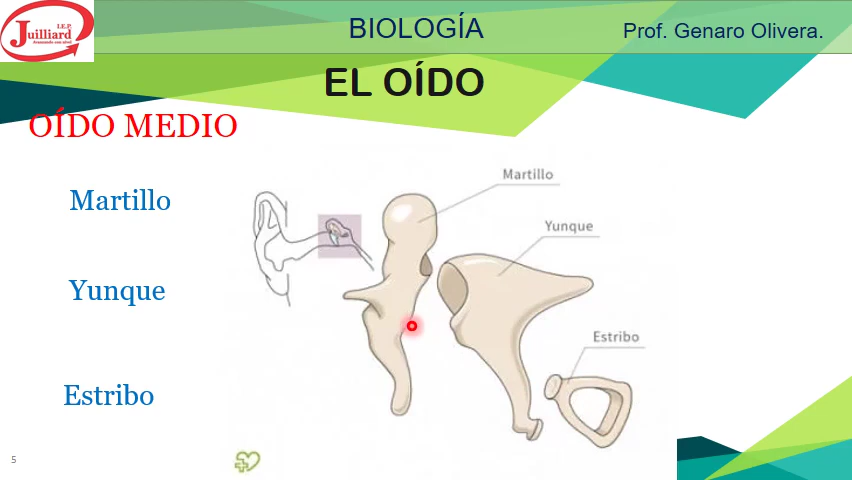 I.E.P.
Juilliard
BIOLOGÍA
Prof. Genaro Olivera.
EL OÍDO
OÍDO MEDIO
Martillo
Martillo
Yunque
Yunque
Estribo
Estribo
5